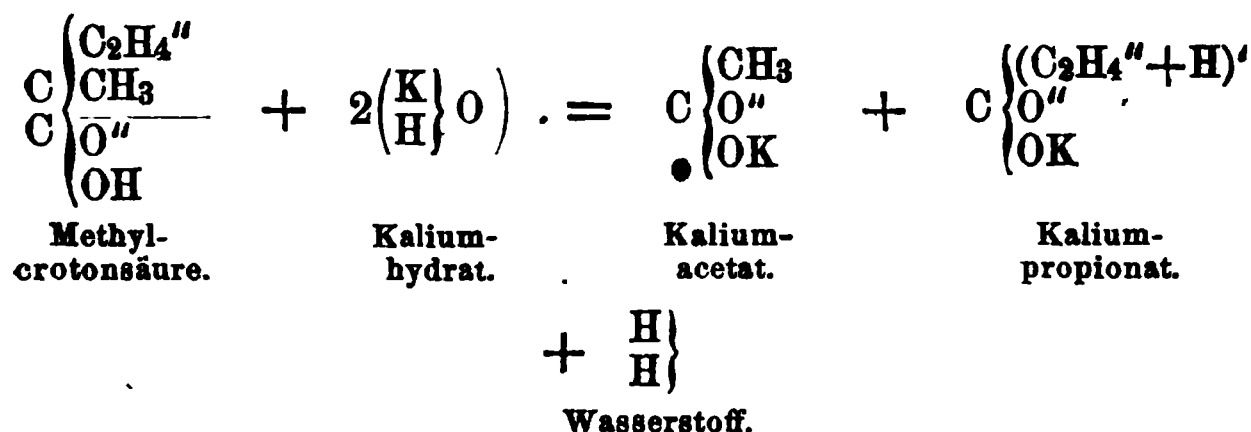 C C { C2H4″ CH3 O″ OH + 2( K H } O ) . = C { CH3 O″ OK + C { (C2H4″+H)′ O″ OK
Methyl- Kalium- Kalium- Kalium-
crotonsäure. hydrat. acetat. propionat.
+ H H }
Wasserstoff.